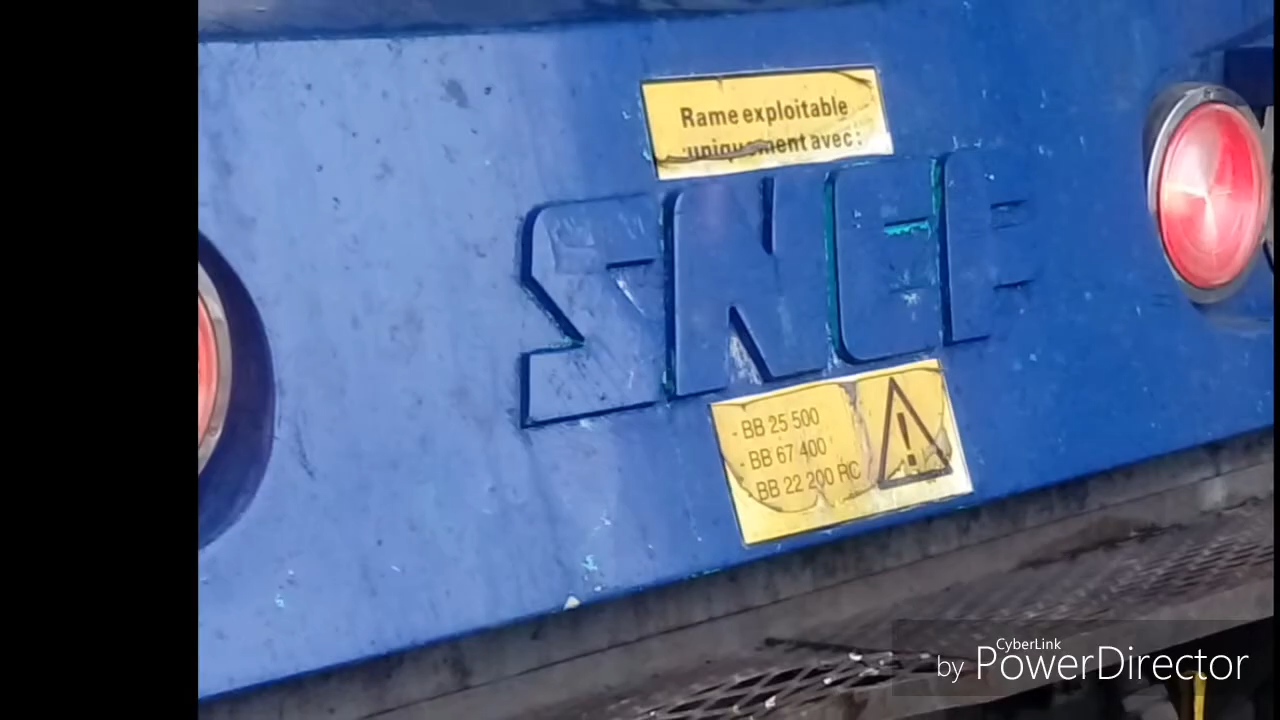 Rame exploitable
uniquement avec :
SNCF
- BB 25 500
- BB 67 400
- BB 22 200 RC
CyberLink
by PowerDirector